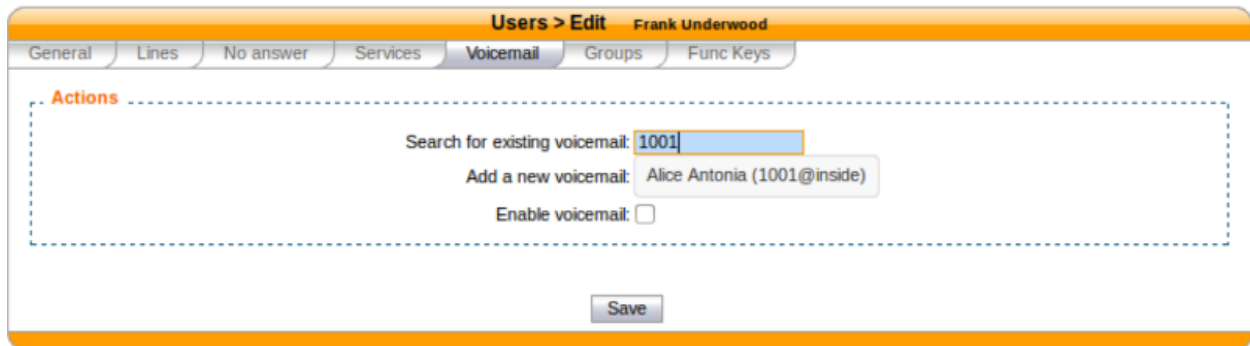 Users > Edit Frank Underwood
General Lines No answer Services Voicemail Groups Func Keys
Actions
Search for existing voicemail: 1001
Add a new voicemail: Alice Antonia (1001@inside)
Enable voicemail:
Save